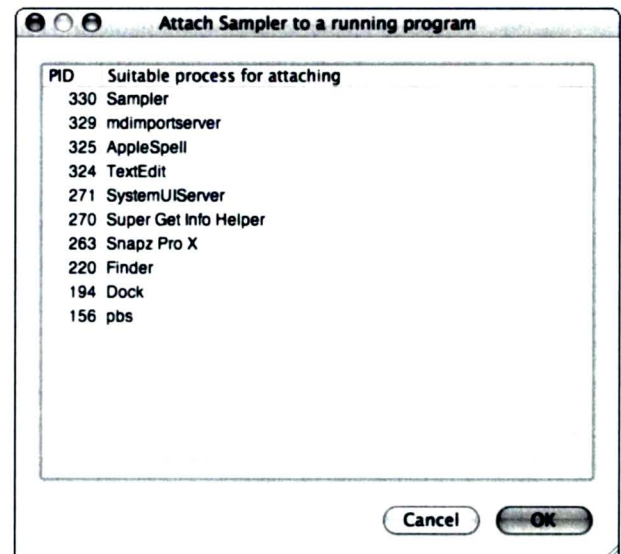 Attach Sampler to a running program
PID Suitable process for attaching
330 Sampler
329 mdimportserver
325 AppleSpell
324 TextEdit
271 SystemUIServer
270 Super Get Info Helper
263 Snapz Pro X
220 Finder
194 Dock
156 pbs
Cancel OK